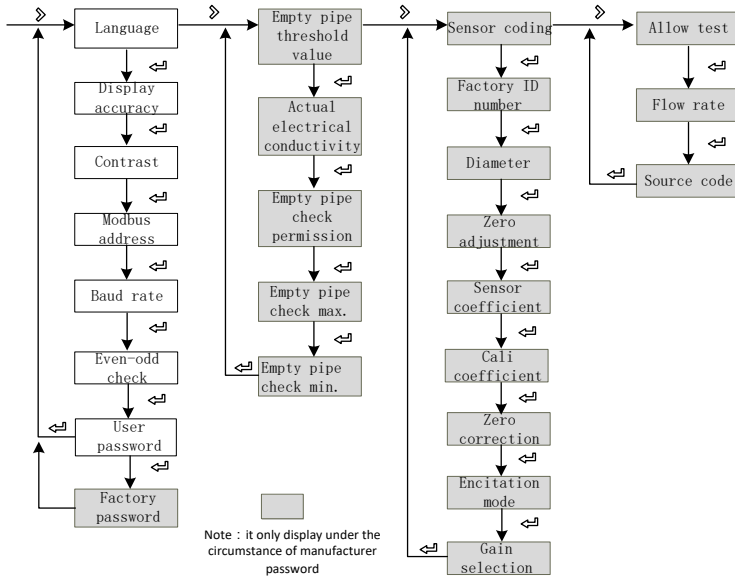 Language
Display
accuracy
Contrast
Modbus
address
Baud rate
Even-odd
check
User
password
Factory
password
Empty pipe
threshold
value
Actual
electrical
conductivity
Empty pipe
check
permission
Empty pipe
check max.
Empty pipe
check min.
Note：it only display under the
circumstance of manufacturer
password
Sensor coding
Factory ID
number
Diameter
Zero
adjustment
Sensor
coefficient
Cali
coefficient
Zero
correction
Encitation
mode
Gain
selection
Allow test
Flow rate
Source code